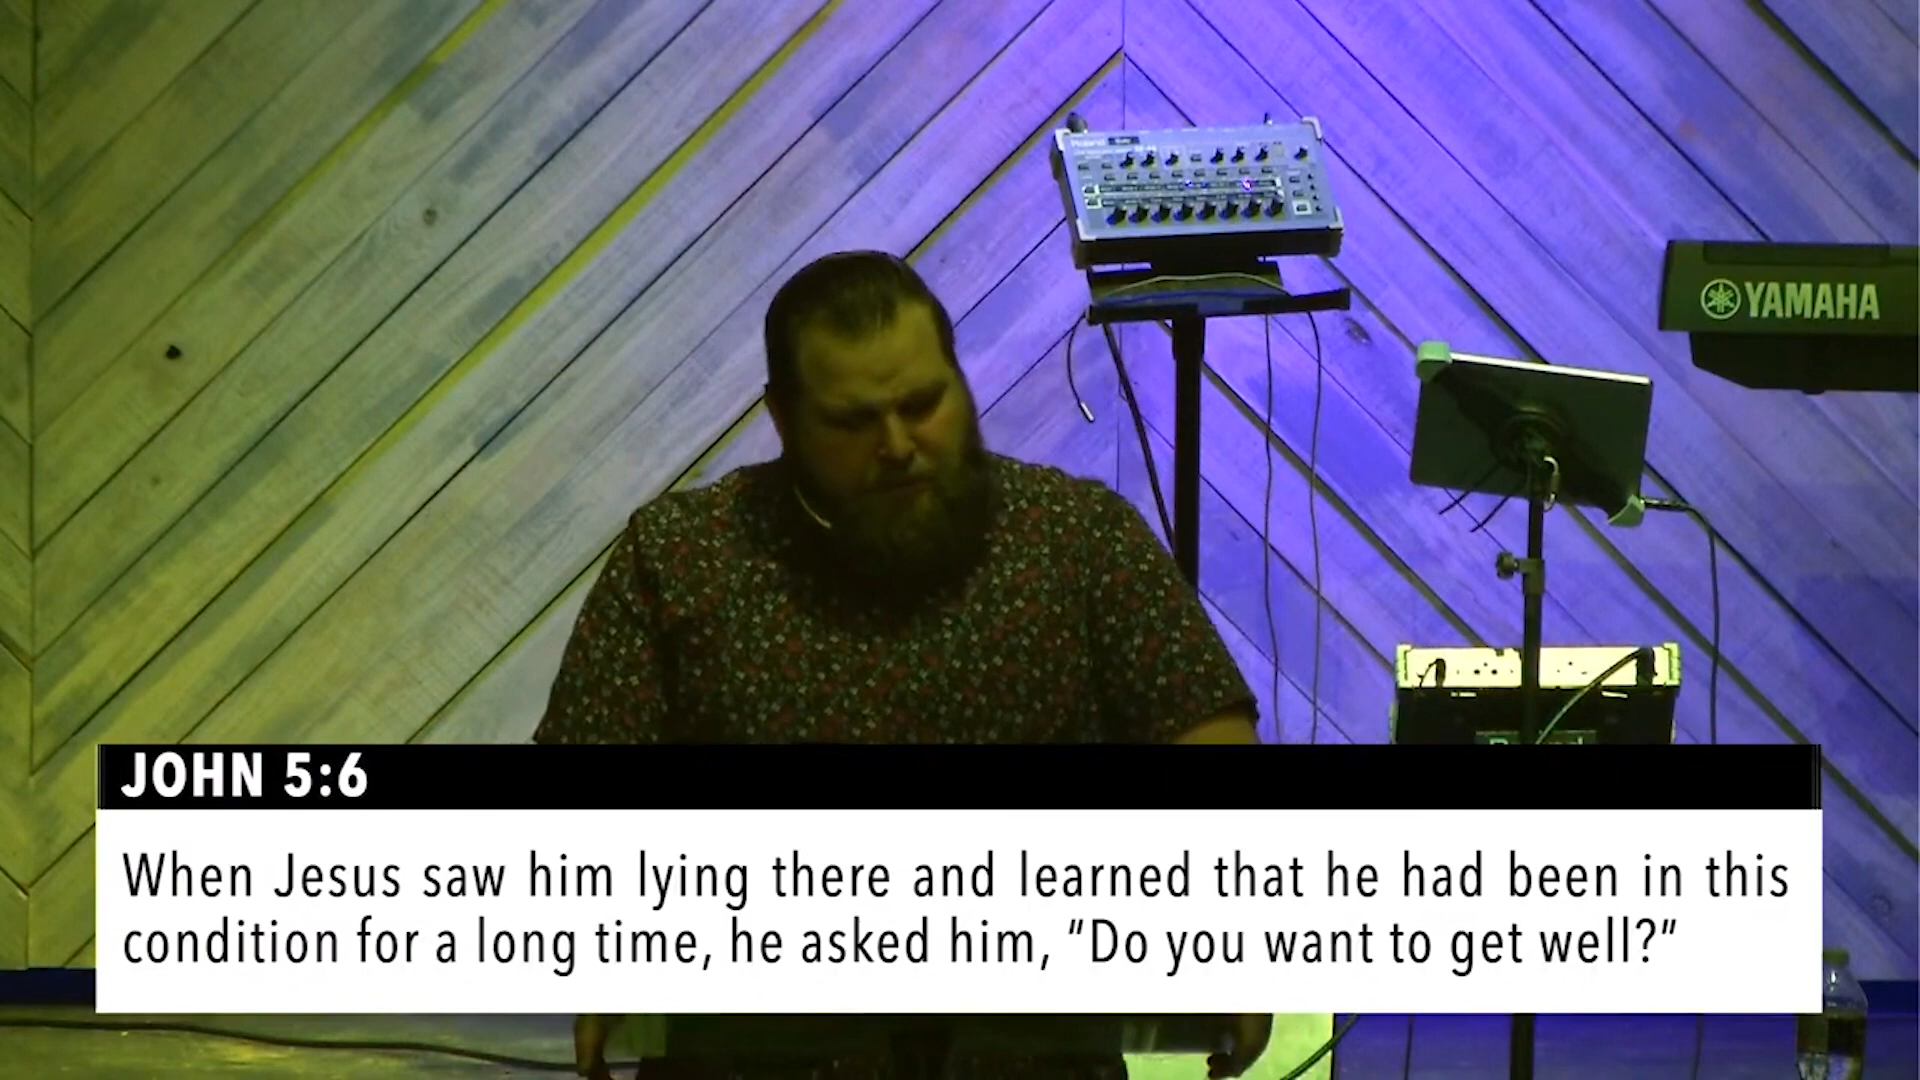 Roland
YAMAHA
JOHN 5:6
When Jesus saw him lying there and learned that he had been in this
condition for a long time, he asked him, "Do you want to get well?"